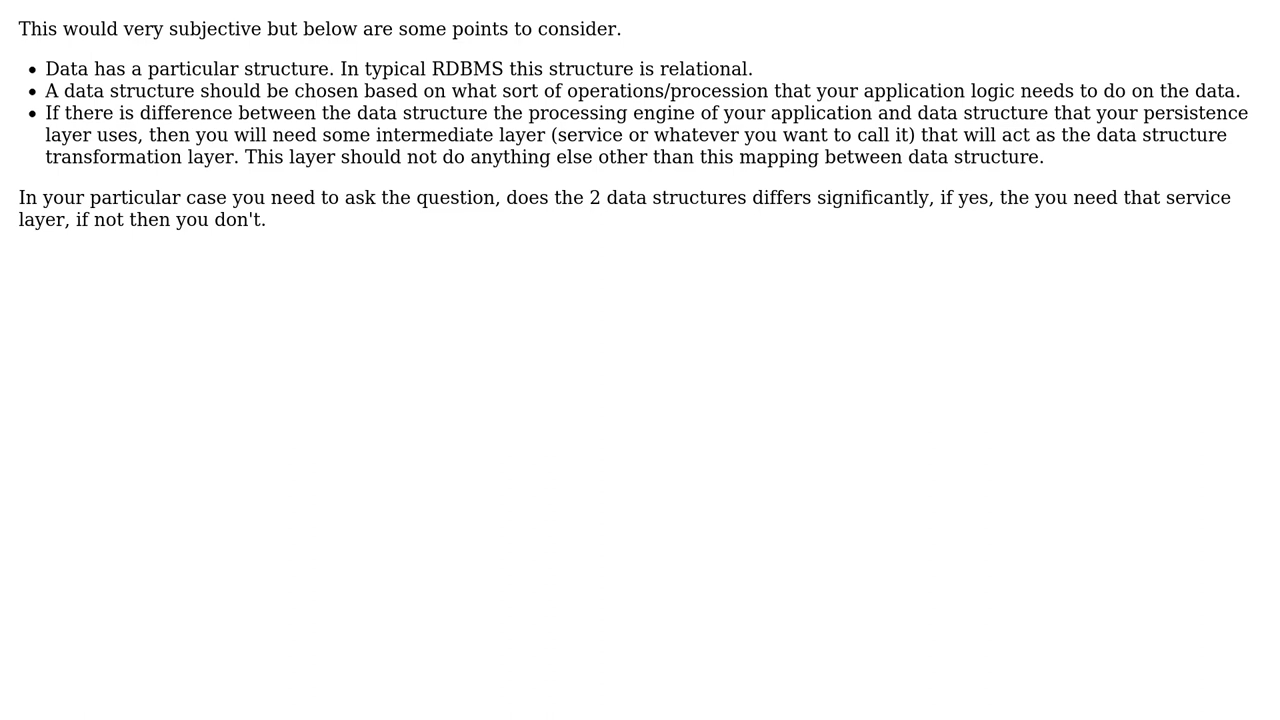 This would very subjective but below are some points to consider.
• Data has a particular structure. In typical RDBMS this structure is relational.
• A data structure should be chosen based on what sort of operations/procession that your application logic needs to do on the data.
• If there is difference between the data structure the processing engine of your application and data structure that your persistence
layer uses, then you will need some intermediate layer (service or whatever you want to call it) that will act as the data structure
transformation layer. This layer should not do anything else other than this mapping between data structure.
In your particular case you need to ask the question, does the 2 data structures differs significantly, if yes, the you need that service
layer, if not then you don't.